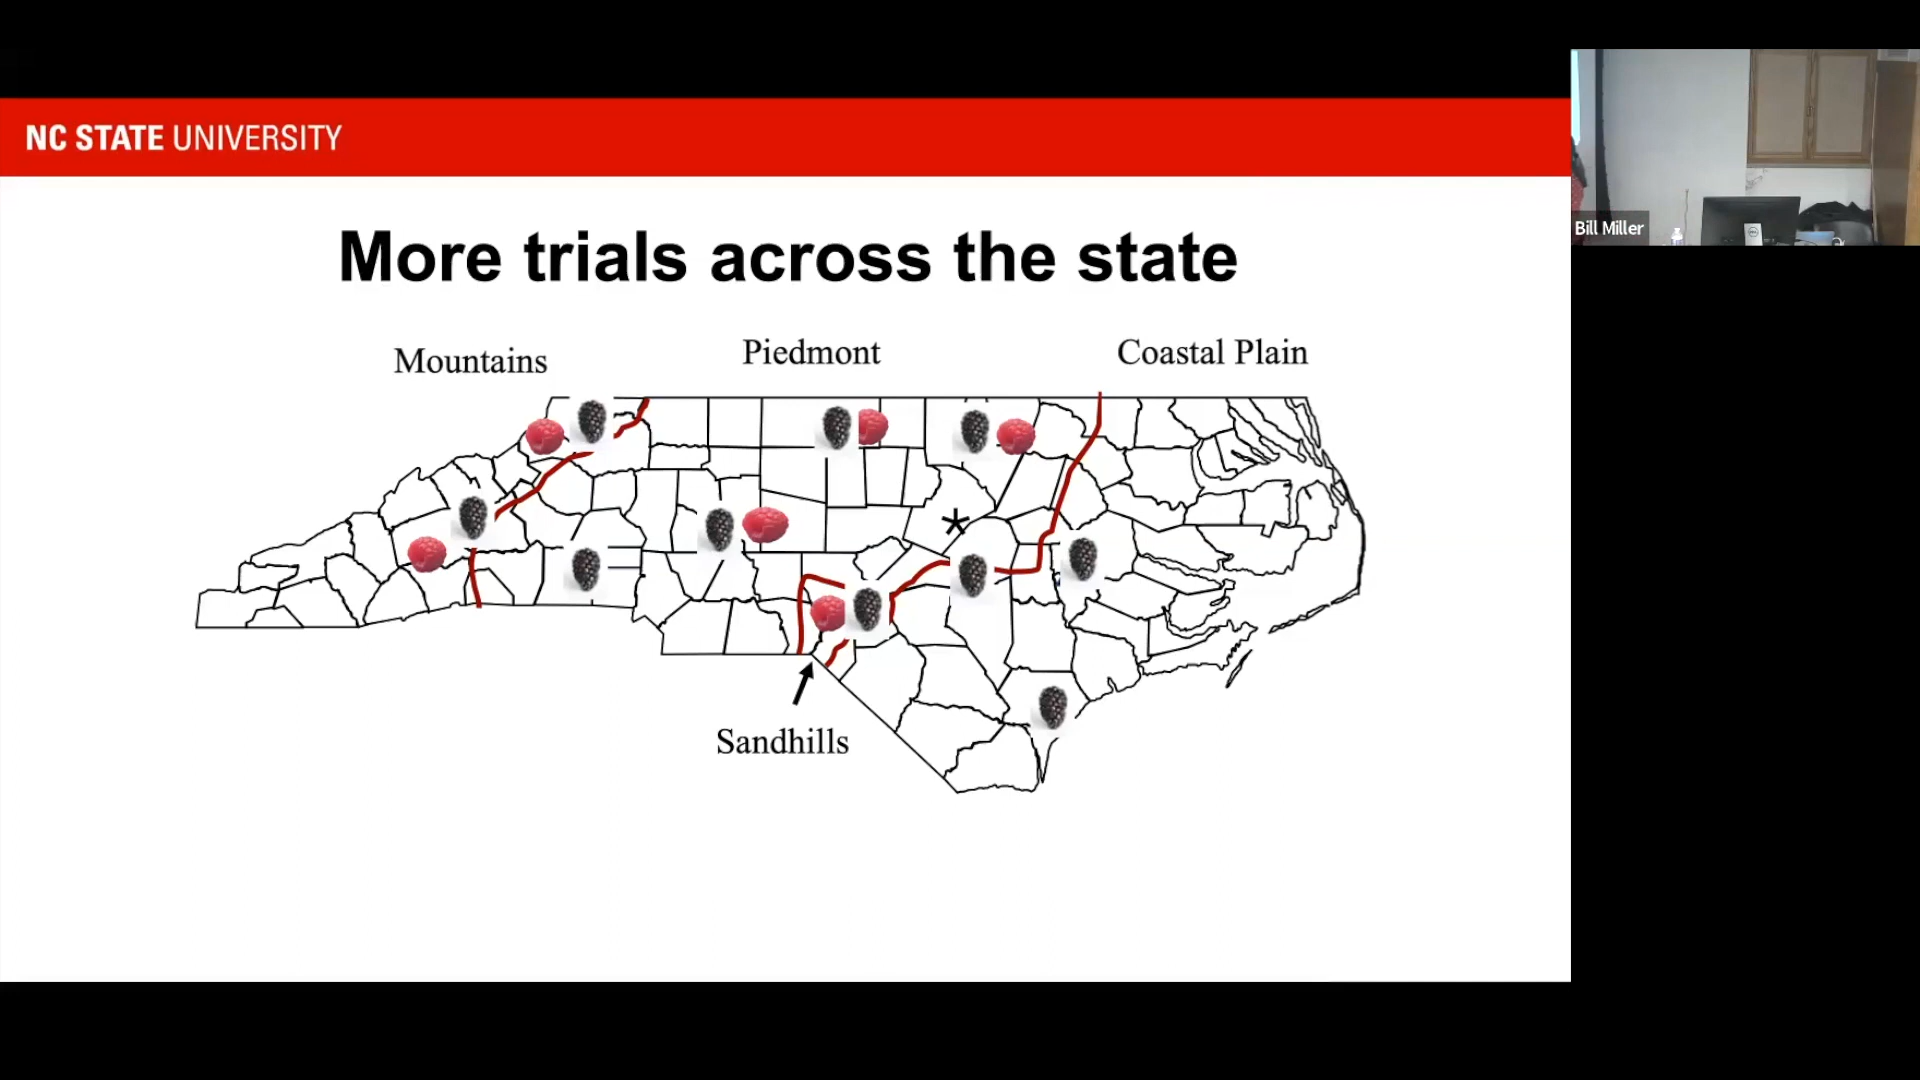 NC STATE UNIVERSITY
Bill Miller
More trials across the state
Mountains
Piedmont
Coastal Plain
*
Sandhills